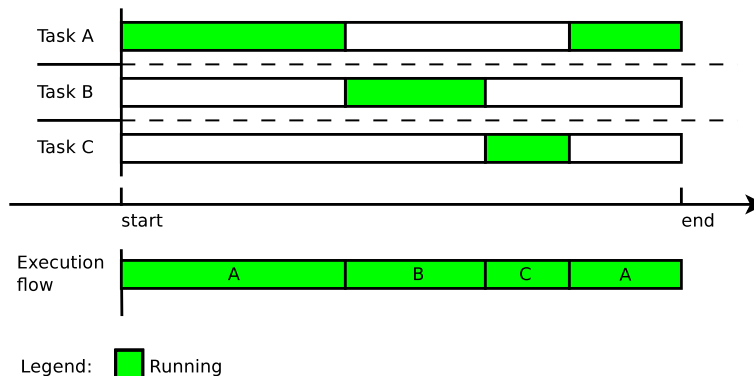 Task A
Task B
Task C
start
end
Execution
flow
A
B
C
A
Legend:
Running